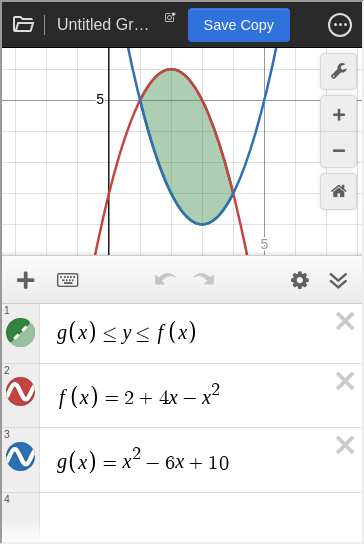 Untitled Gr...
Save Copy
5
5
1
g(x) ≤ y ≤ f(x)
2
f(x) = 2 + 4x − x²
3
g(x) = x² − 6x + 10
4